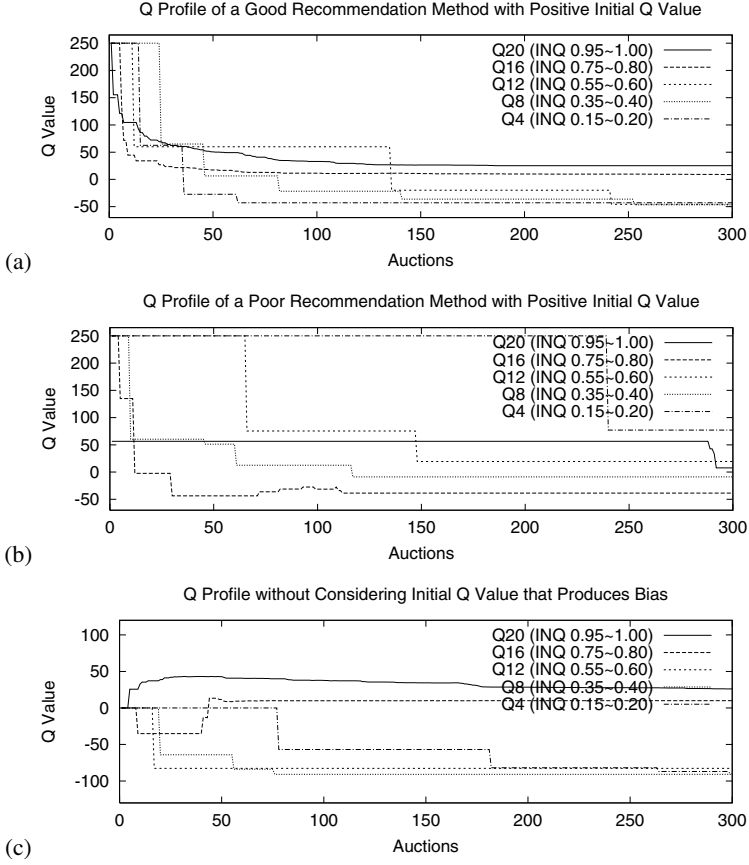 Q Profile of a Good Recommendation Method with Positive Initial Q Value
250
200
150
100
50
0
-50
Q Value
Q20 (INQ 0.95~1.00)
Q16 (INQ 0.75~0.80)
Q12 (INQ 0.55~0.60)
Q8 (INQ 0.35~0.40)
Q4 (INQ 0.15~0.20)
0 50 100 150 200 250 300
Auctions
(a)
Q Profile of a Poor Recommendation Method with Positive Initial Q Value
250
200
150
100
50
0
-50
Q Value
Q20 (INQ 0.95~1.00)
Q16 (INQ 0.75~0.80)
Q12 (INQ 0.55~0.60)
Q8 (INQ 0.35~0.40)
Q4 (INQ 0.15~0.20)
0 50 100 150 200 250 300
Auctions
(b)
Q Profile without Considering Initial Q Value that Produces Bias
100
50
0
-50
-100
Q Value
Q20 (INQ 0.95~1.00)
Q16 (INQ 0.75~0.80)
Q12 (INQ 0.55~0.60)
Q8 (INQ 0.35~0.40)
Q4 (INQ 0.15~0.20)
0 50 100 150 200 250 300
Auctions
(c)